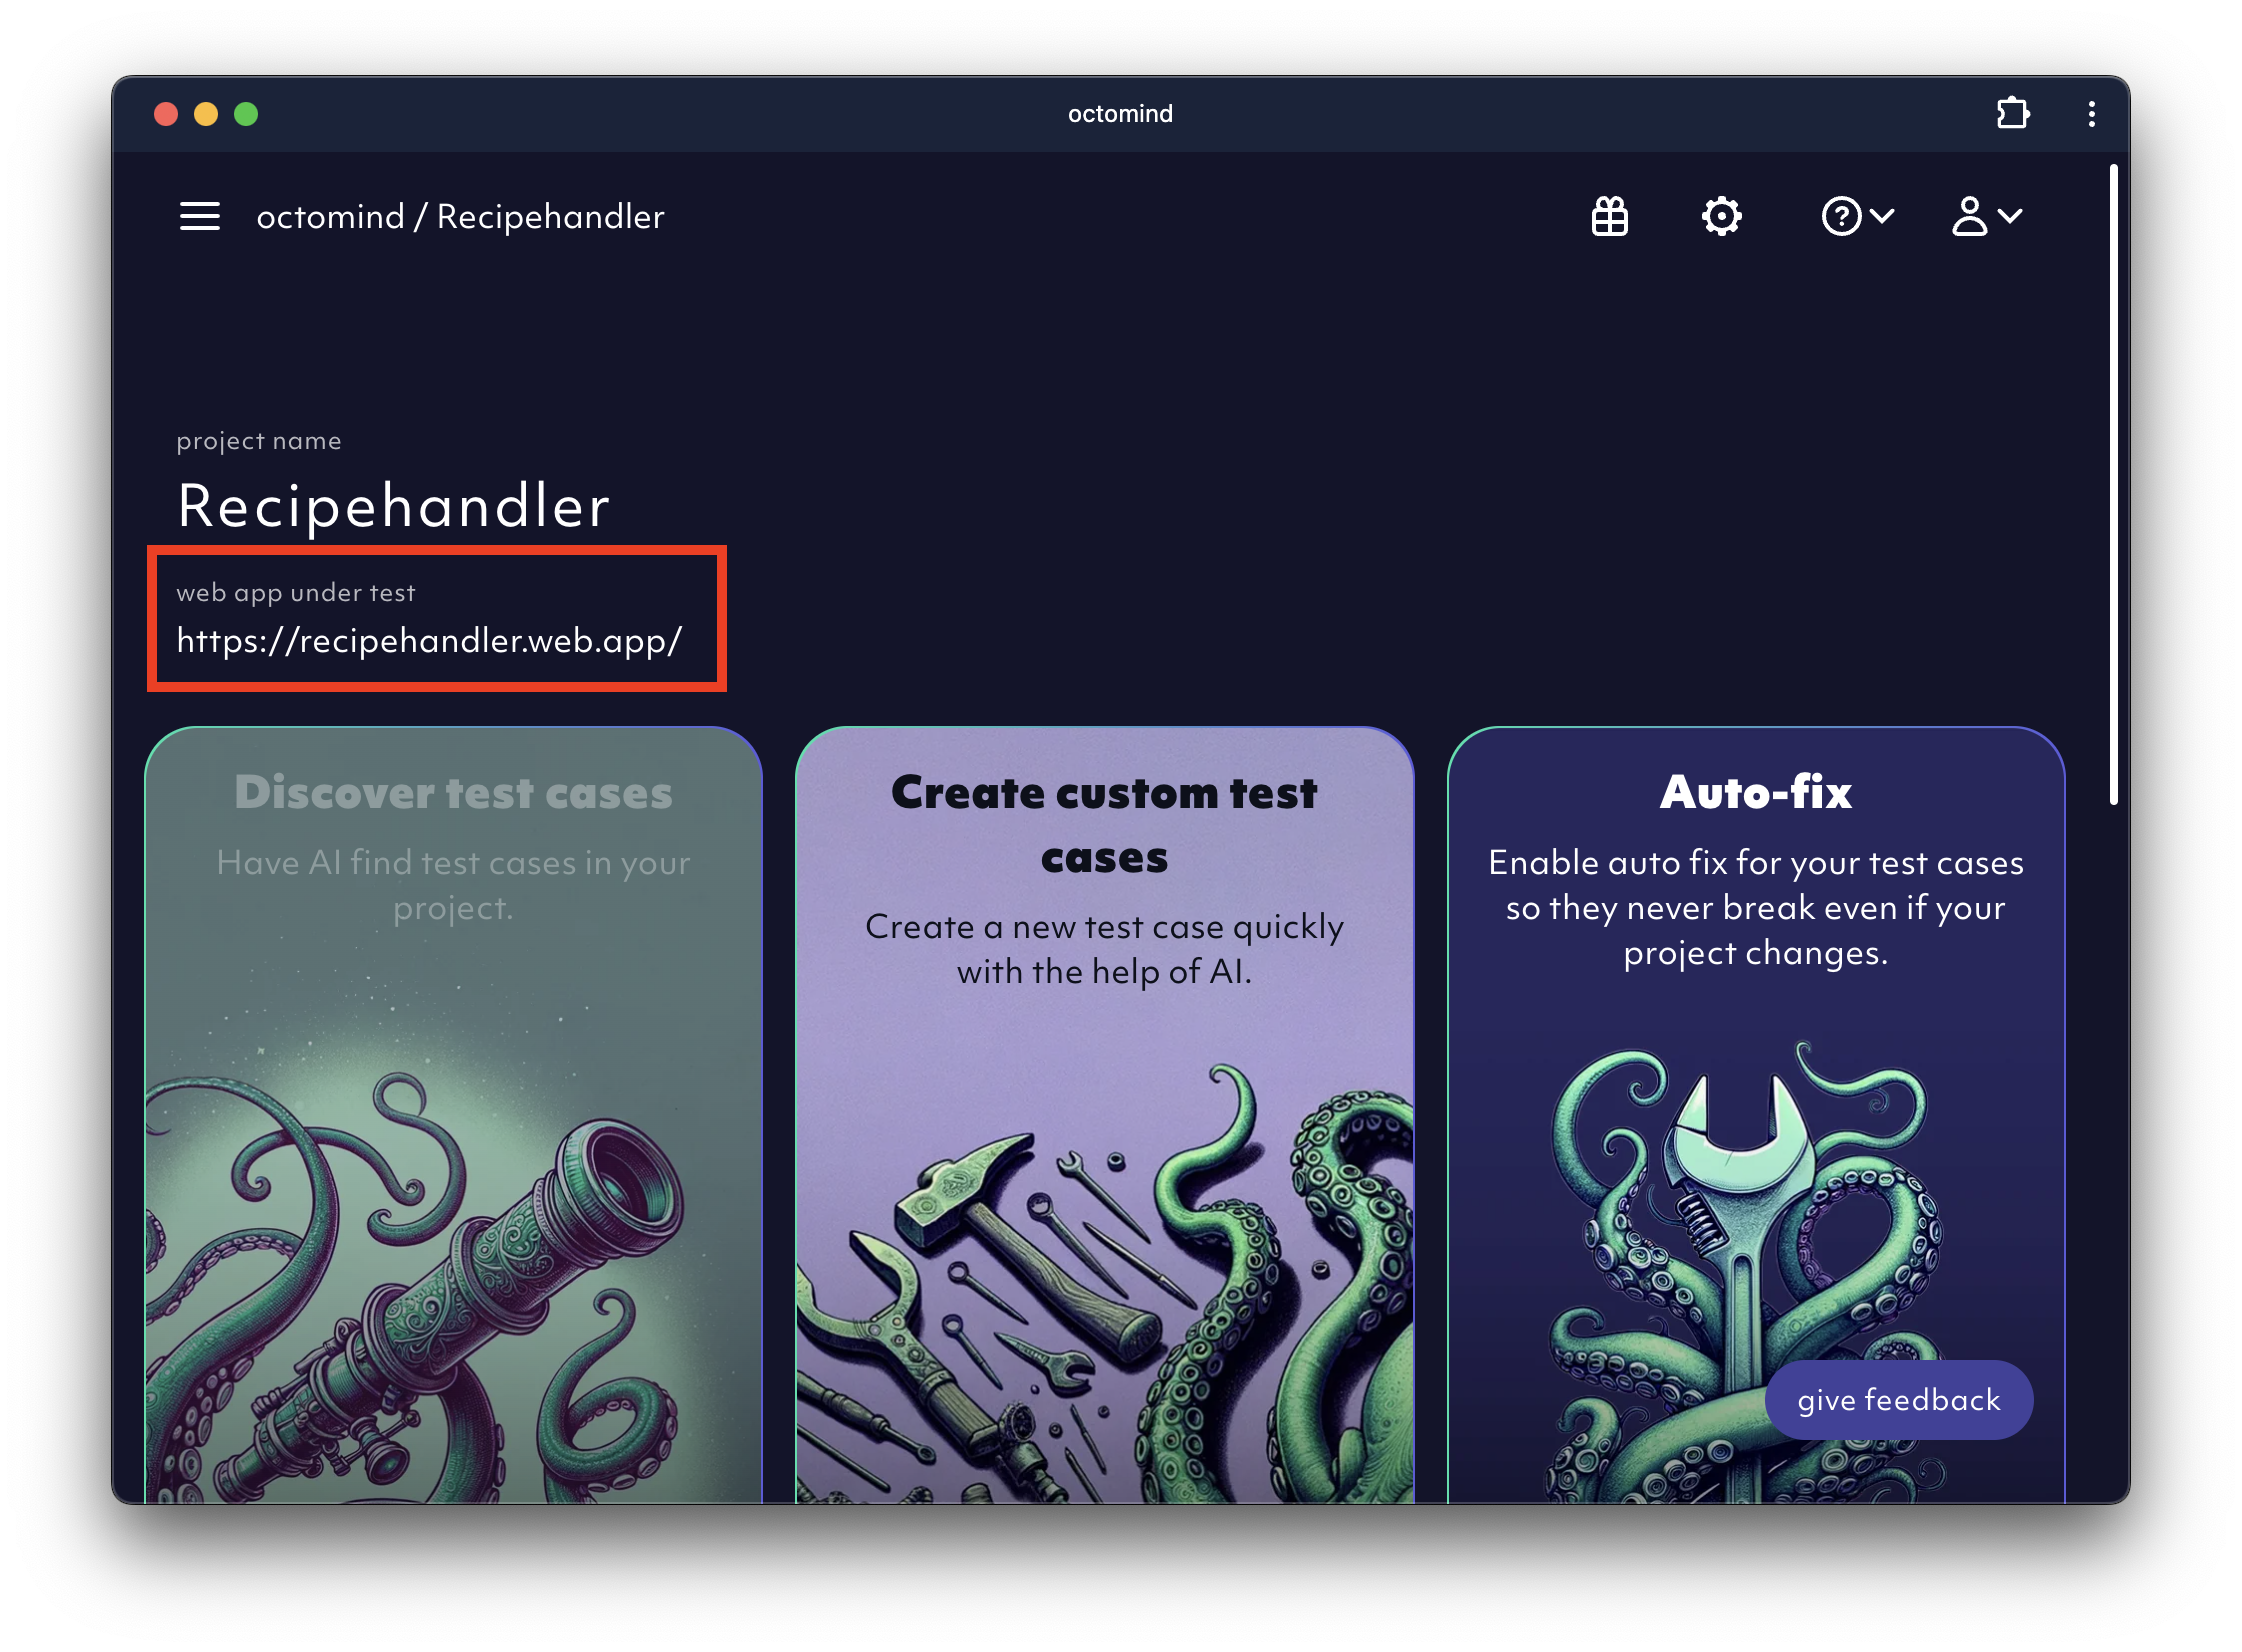 octomind
octomind / Recipehandler
project name
Recipehandler
web app under test
https://recipehandler.web.app/
Discover test cases
Have AI find test cases in your
project.
Create custom test
cases
Create a new test case quickly
with the help of AI.
Auto-fix
Enable auto fix for your test cases
so they never break even if your
project changes.
give feedback